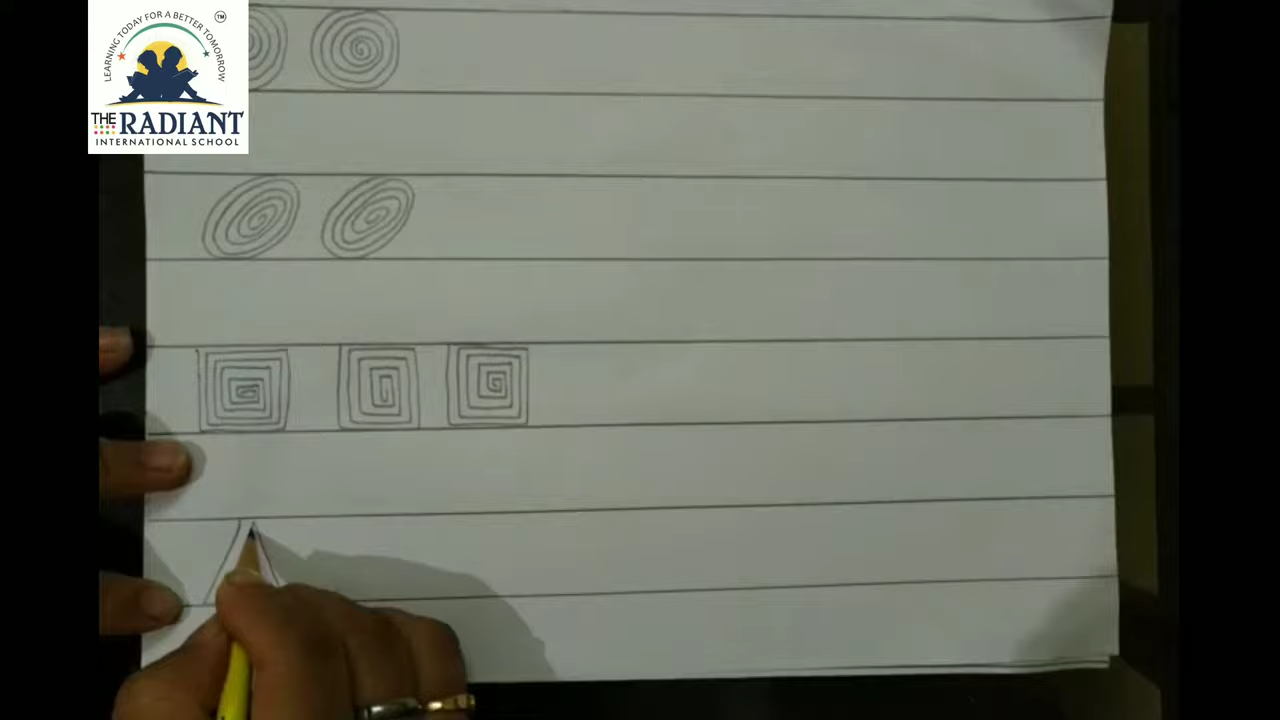 LEARNING TODAY FOR A BETTER TOMORROW
TM
THE RADIANT
INTERNATIONAL SCHOOL